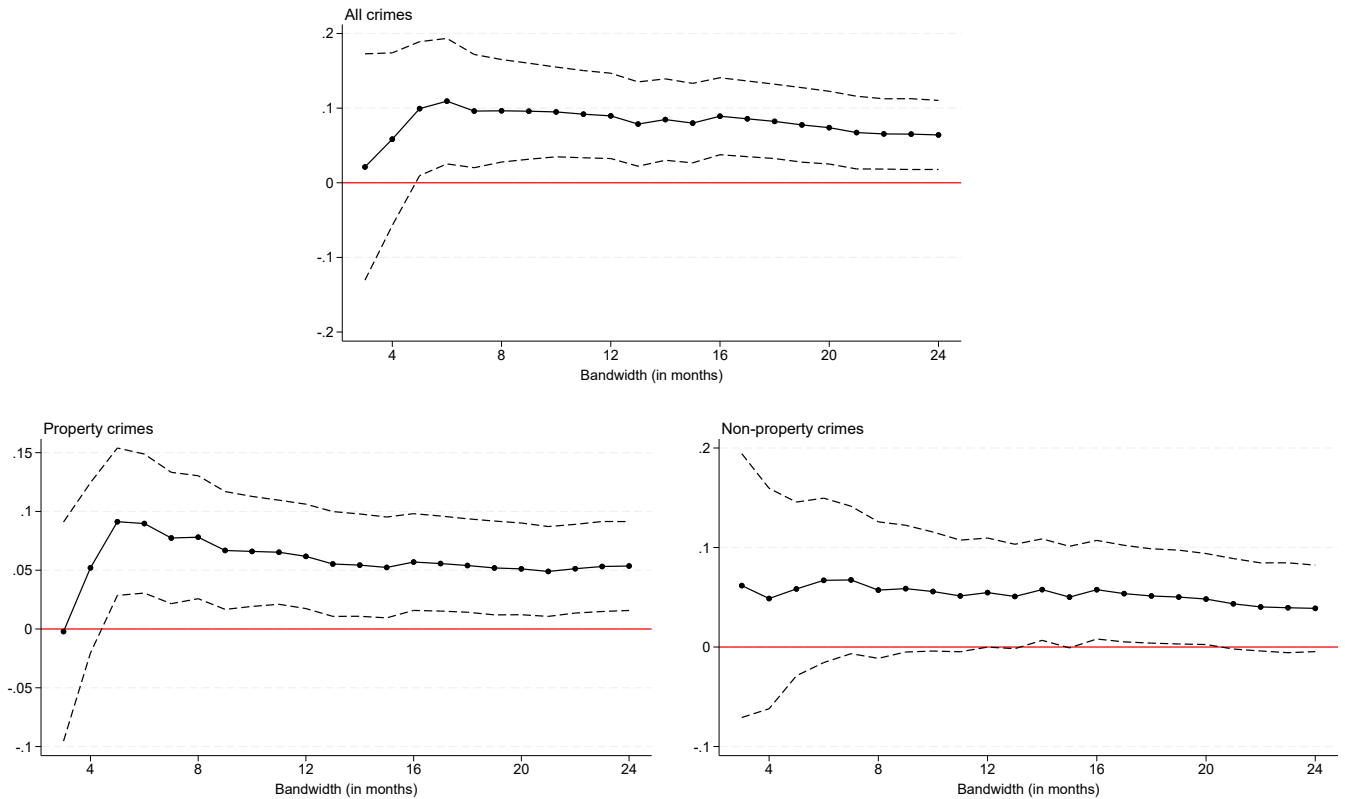 All crimes
.2
.1
0
-.1
-.2
4 8 12 16 20 24
Bandwidth (in months)
Property crimes
.15
.1
.05
0
-.05
-.1
4 8 12 16 20 24
Bandwidth (in months)
Non-property crimes
.2
.1
0
-.1
4 8 12 16 20 24
Bandwidth (in months)